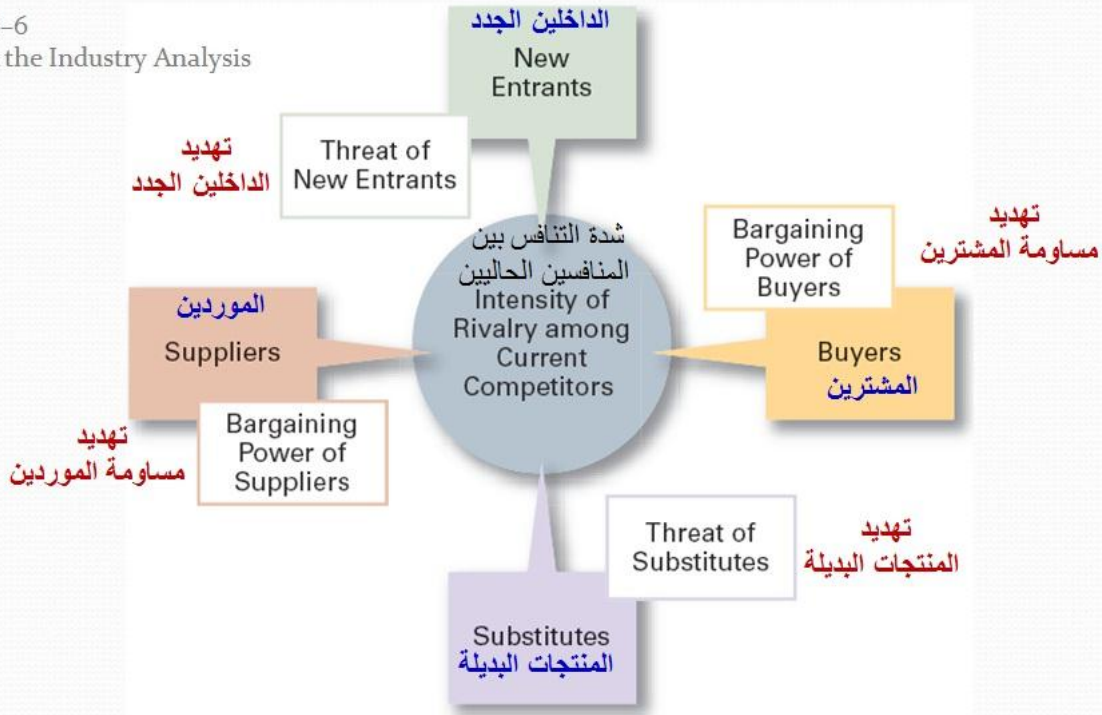 –6
the Industry Analysis
الداخلين الجدد
New
Entrants
تهديد
الداخلين الجدد
Threat of
New Entrants
شدة التنافس بين
المنافسين الحاليين
Intensity of
Rivalry among
Current
Competitors
Bargaining
Power of
Buyers
تهديد
مساومة المشترين
الموردين
Suppliers
Buyers
المشترين
تهديد
مساومة الموردين
Bargaining
Power of
Suppliers
Threat of
Substitutes
تهديد
المنتجات البديلة
Substitutes
المنتجات البديلة